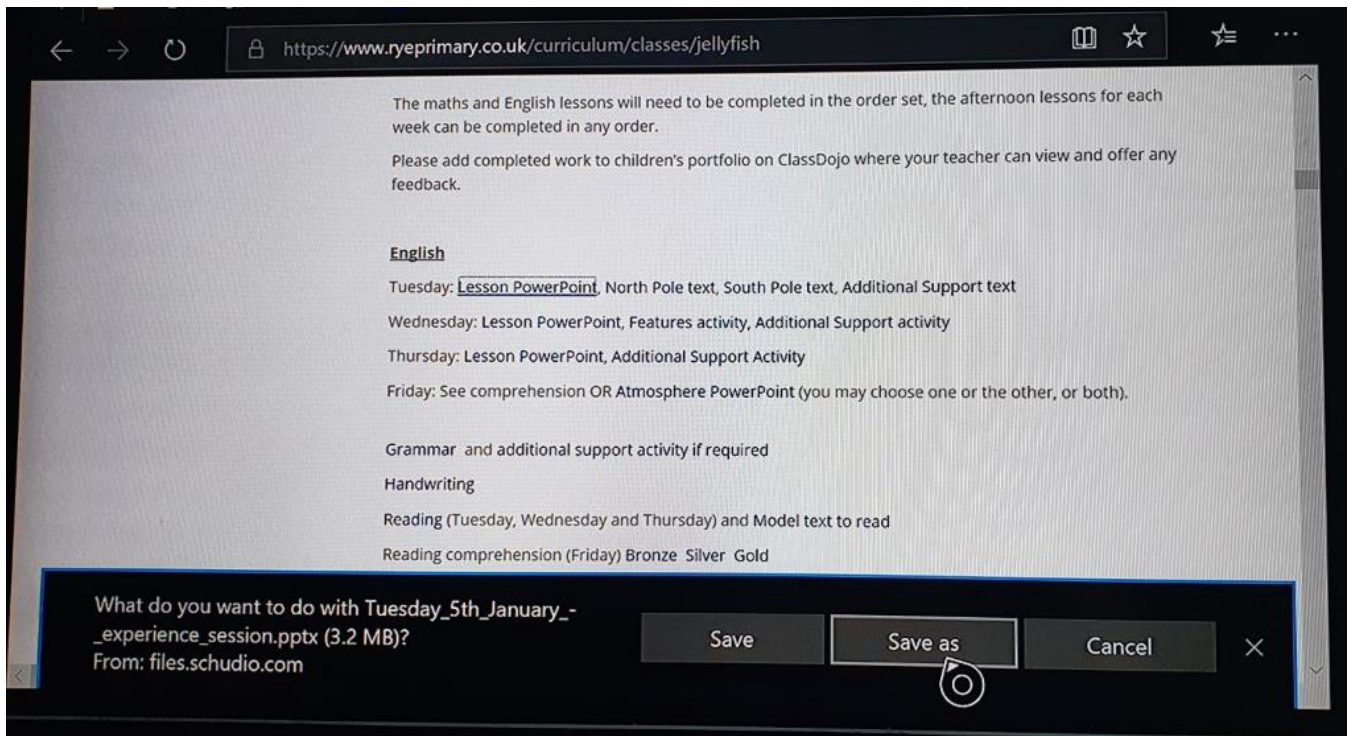 https://www.ryeprimary.co.uk/curriculum/classes/jellyfish
The maths and English lessons will need to be completed in the order set, the afternoon lessons for each
week can be completed in any order.
Please add completed work to children's portfolio on ClassDojo where your teacher can view and offer any
feedback.
English
Tuesday: Lesson PowerPoint, North Pole text, South Pole text, Additional Support text
Wednesday: Lesson PowerPoint, Features activity, Additional Support activity
Thursday: Lesson PowerPoint, Additional Support Activity
Friday: See comprehension OR Atmosphere PowerPoint (you may choose one or the other, or both).
Grammar and additional support activity if required
Handwriting
Reading (Tuesday, Wednesday and Thursday) and Model text to read
Reading comprehension (Friday) Bronze Silver Gold
What do you want to do with Tuesday_5th_January_-
_experience_session.pptx (3.2 MB)?
From: files.schudio.com
Save
Save as
Cancel